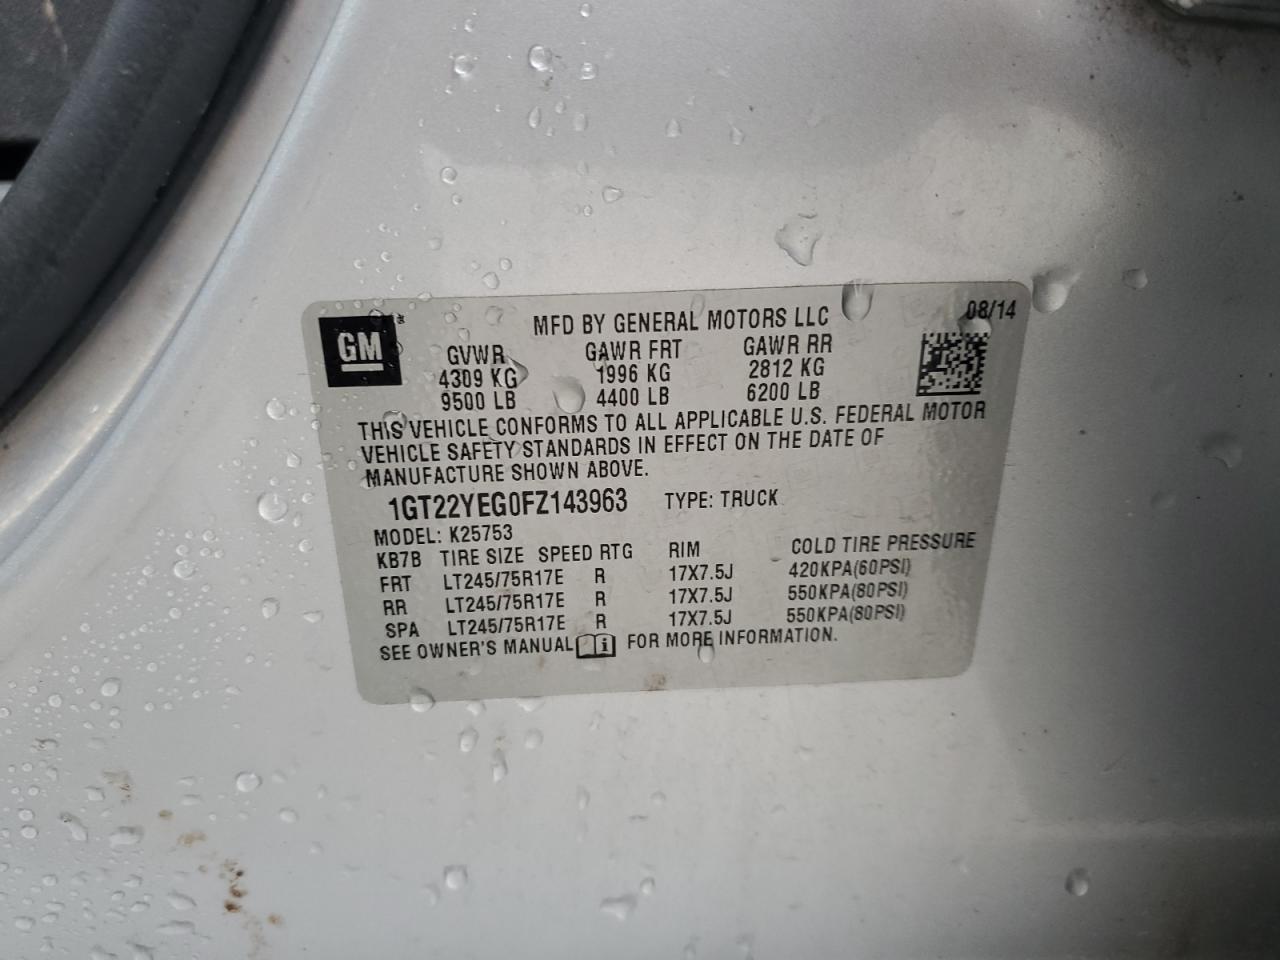 GM
MFD BY GENERAL MOTORS LLC
08/14
GVWR GAWR FRT GAWR RR
4309 KG 1996 KG 2812 KG
9500 LB 4400 LB 6200 LB
THIS VEHICLE CONFORMS TO ALL APPLICABLE U.S. FEDERAL MOTOR
VEHICLE SAFETY STANDARDS IN EFFECT ON THE DATE OF
MANUFACTURE SHOWN ABOVE.
1GT22YEG0FZ143963 TYPE: TRUCK
MODEL: K25753
KB7B TIRE SIZE SPEED RTG RIM COLD TIRE PRESSURE
FRT LT245/75R17E R 17X7.5J 420KPA(60PSI)
RR LT245/75R17E R 17X7.5J 550KPA(80PSI)
SPA LT245/75R17E R 17X7.5J 550KPA(80PSI)
SEE OWNER'S MANUAL i FOR MORE INFORMATION.